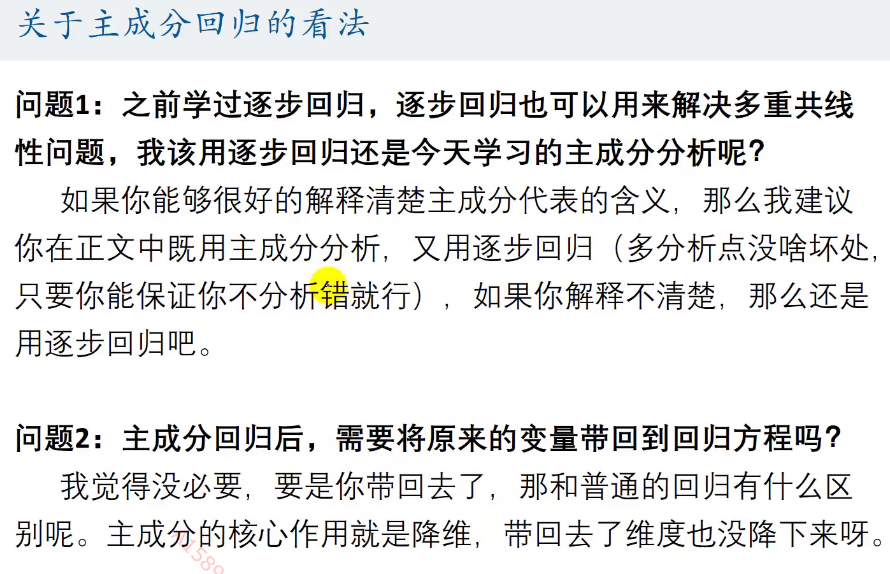 关于主成分回归的看法
问题1：之前学过逐步回归，逐步回归也可以用来解决多重共线
性问题，我该用逐步回归还是今天学习的主成分分析呢？
如果你能够很好的解释清楚主成分代表的含义，那么我建议
你在正文中既用主成分分析，又用逐步回归（多分析点没啥坏处，
只要你能保证你不分析错就行），如果你解释不清楚，那么还是
用逐步回归吧。
问题2：主成分回归后，需要将原来的变量带回到回归方程吗？
我觉得没必要，要是你带回去了，那和普通的回归有什么区
别呢。主成分的核心作用就是降维，带回去了维度也没降下来呀。